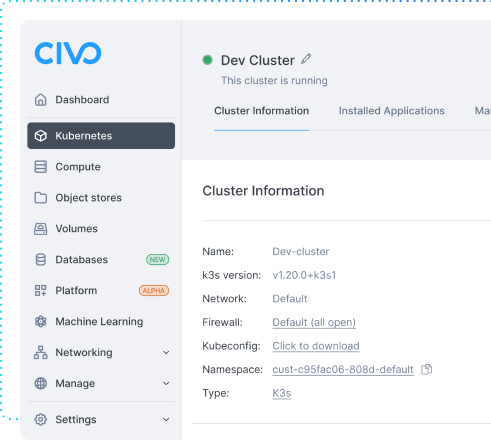 CIVO
Dashboard
Kubernetes
Compute
Object stores
Volumes
Databases NEW
Platform ALPHA
Machine Learning
Networking
Manage
Settings
Dev Cluster
This cluster is running
Cluster Information Installed Applications
Cluster Information
Name: Dev-cluster
k3s version: v1.20.0+k3s1
Network: Default
Firewall: Default (all open)
Kubeconfig: Click to download
Namespace: cust-c95fac06-808d-default
Type: K3s